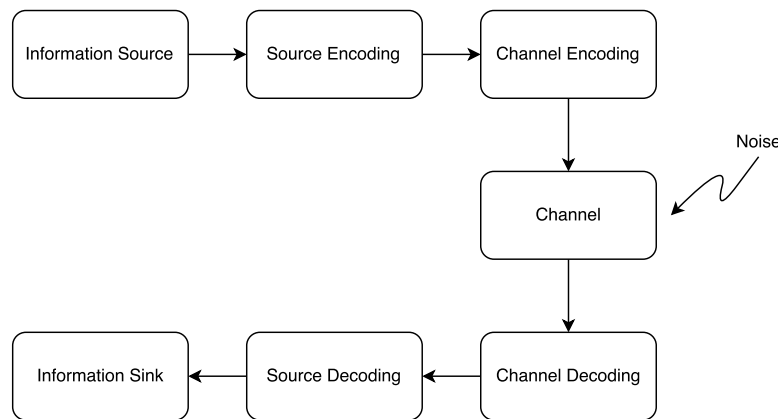 Information Source
Source Encoding
Channel Encoding
Noise
Channel
Information Sink
Source Decoding
Channel Decoding